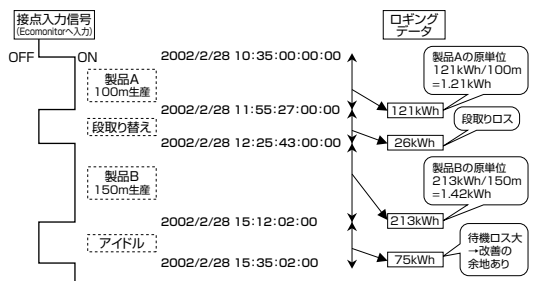 接点入力信号
(Ecomonitorへ入力)
OFF
ON
ロギング
データ
2002/2/28 10:35:00:00:00
製品A
100m生産
製品Aの原単位
121kWh/100m
=1.21kWh
2002/2/28 11:55:27:00:00
121kWh
段取り替え
段取りロス
2002/2/28 12:25:43:00:00
26kWh
製品B
150m生産
製品Bの原単位
213kWh/150m
=1.42kWh
2002/2/28 15:12:02:00
213kWh
アイドル
待機ロス大
→改善の
余地あり
2002/2/28 15:35:02:00
75kWh